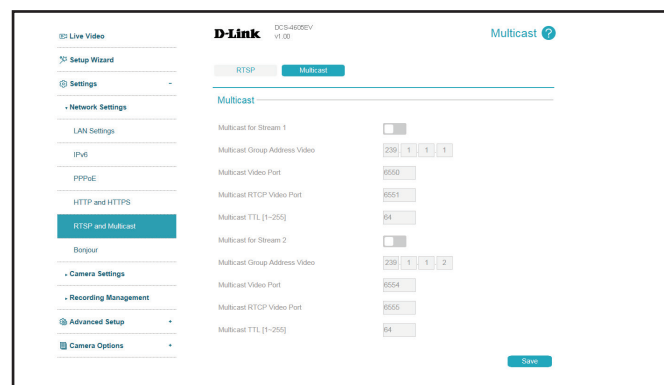 Live Video
Setup Wizard
Settings -
Network Settings
LAN Settings
IPv6
PPPoE
HTTP and HTTPS
RTSP and Multicast
Bonjour
Camera Settings
Recording Management
Advanced Setup +
Camera Options +
D-Link DCS-4605EV
v1.00
Multicast ?
RTSP Multicast
Multicast
Multicast for Stream 1
Multicast Group Address Video 239 . 1 . 1 . 1
Multicast Video Port 6550
Multicast RTCP Video Port 6551
Multicast TTL [1~255] 64
Multicast for Stream 2
Multicast Group Address Video 239 . 1 . 1 . 2
Multicast Video Port 6554
Multicast RTCP Video Port 6555
Multicast TTL [1~255] 64
Save